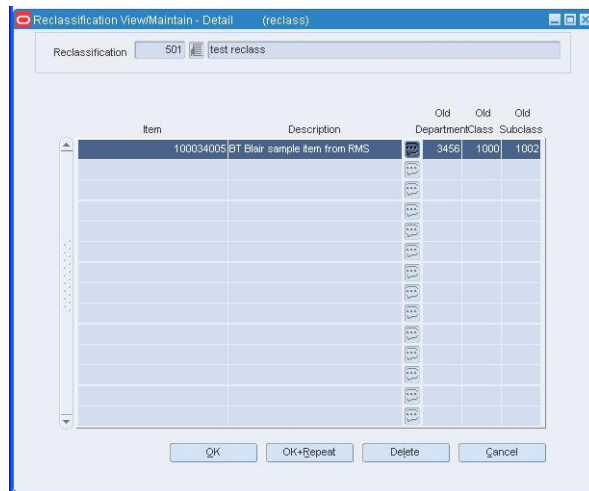 Reclassification View/Maintain - Detail (reclass)
Reclassification 501 test reclass
Old Old Old
Item Description Department Class Subclass
100034005 BT Blair sample item from RMS 3456 1000 1002
OK OK+Repeat Delete Cancel